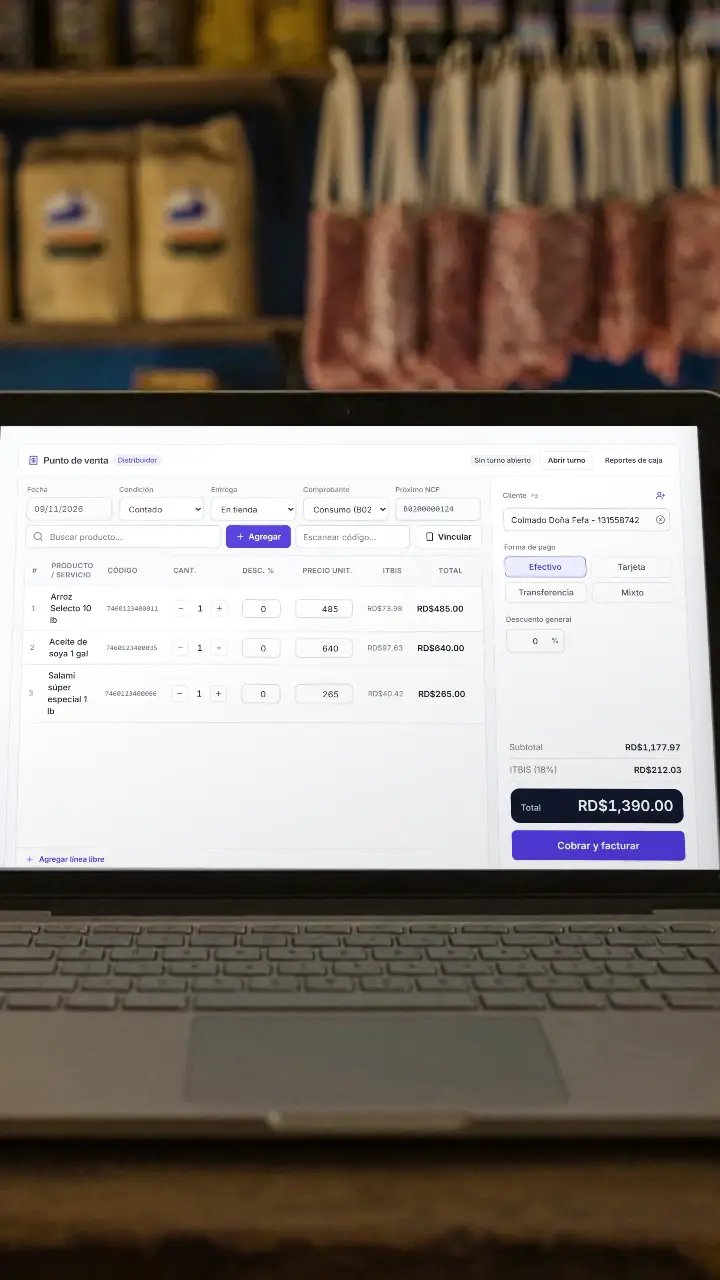 Punto de venta Distribuidor
Sin turno abierto Abrir turno Reportes de caja
Fecha Condición Entrega Comprobante Próximo NCF
09/11/2026 Contado En tienda Consumo (B02 B0200000124
Buscar producto... + Agregar Escanear código... Vincular
# PRODUCTO / SERVICIO CÓDIGO CANT. DESC. % PRECIO UNIT. ITBIS TOTAL
1 Arroz Selecto 10 lb 7460123400011 − 1 + 0 485 RD$73.98 RD$485.00
2 Aceite de soya 1 gal 7460123400035 − 1 + 0 640 RD$97.63 RD$640.00
3 Salami súper especial 1 lb 7460123400066 − 1 + 0 265 RD$40.42 RD$265.00
+ Agregar línea libre
Cliente
Colmado Doña Fefa - 131558742
Forma de pago
Efectivo Tarjeta
Transferencia Mixto
Descuento general
0 %
Subtotal RD$1,177.97
ITBIS (18%) RD$212.03
Total RD$1,390.00
Cobrar y facturar